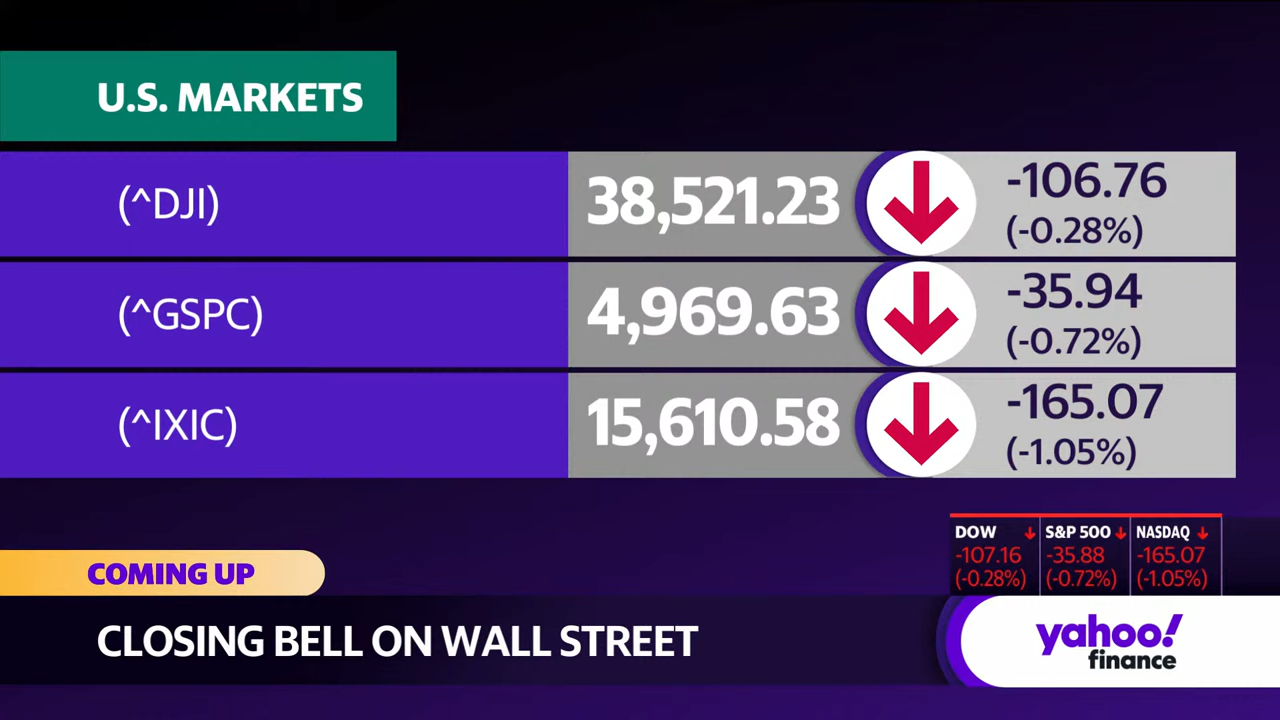 U.S. MARKETS
(^DJI) 38,521.23 -106.76
(-0.28%)
(^GSPC) 4,969.63 -35.94
(-0.72%)
(^IXIC) 15,610.58 -165.07
(-1.05%)
DOW S&P 500 NASDAQ
-107.16 -35.88 -165.07
(-0.28%) (-0.72%) (-1.05%)
COMING UP
CLOSING BELL ON WALL STREET
yahoo!
finance